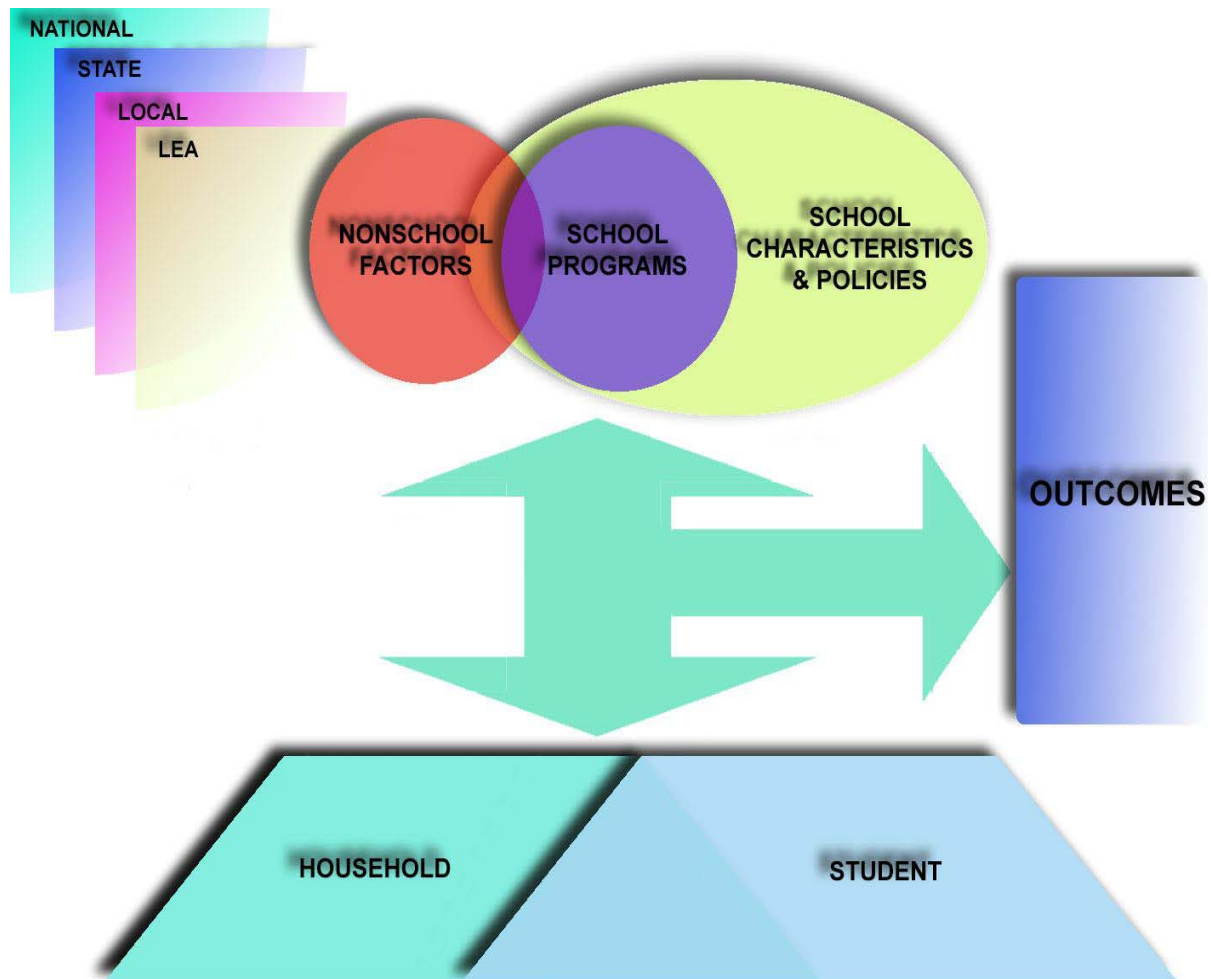 NATIONAL
STATE
LOCAL
LEA
NONSCHOOL
FACTORS
SCHOOL
PROGRAMS
SCHOOL
CHARACTERISTICS
& POLICIES
OUTCOMES
HOUSEHOLD
STUDENT